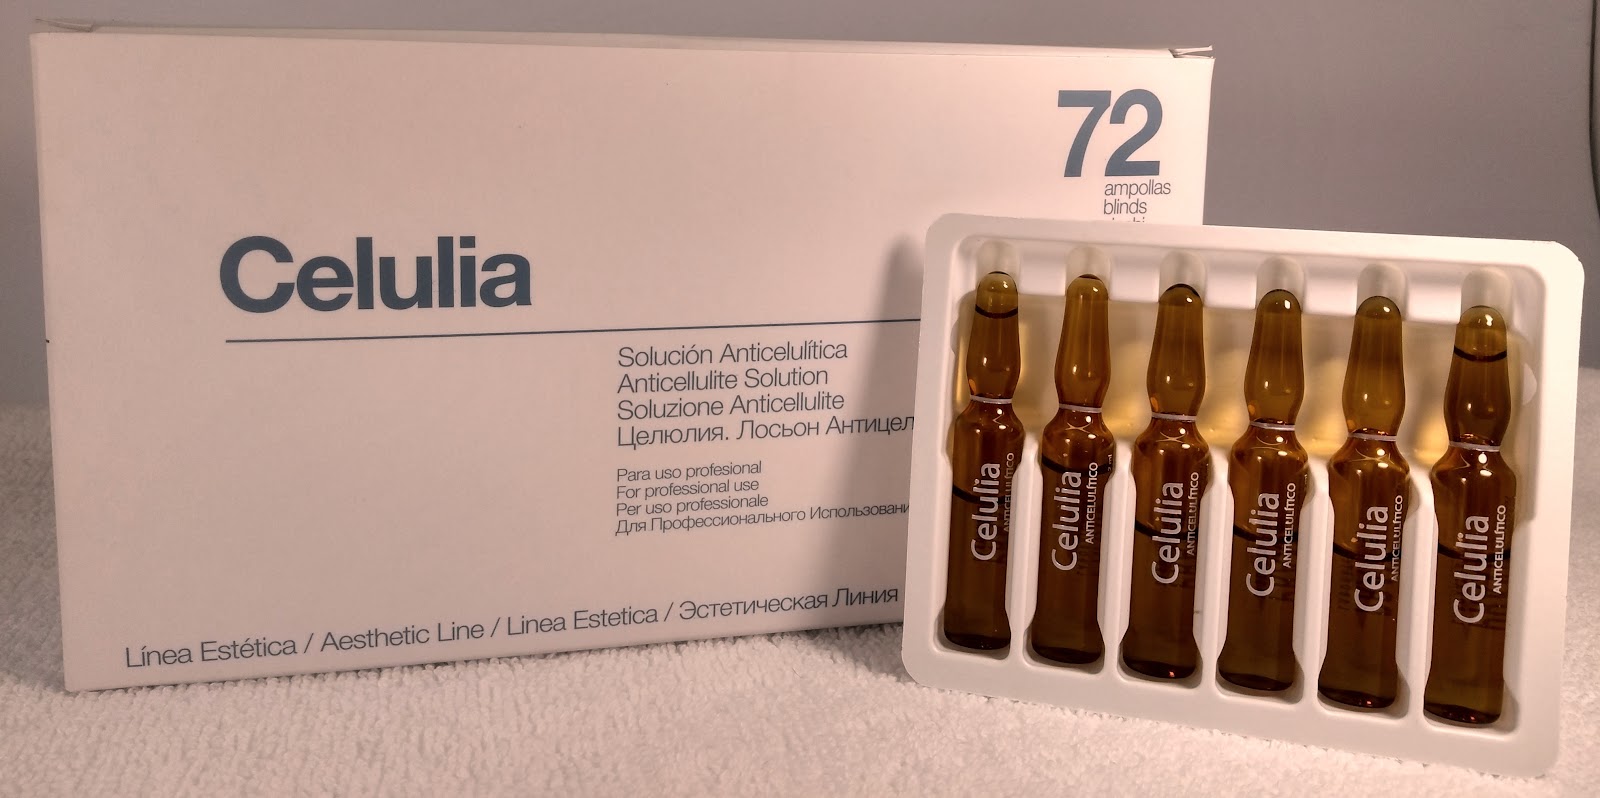 72
ampollas
blinds
Celulia
Solución Anticelulítica
Anticellulite Solution
Soluzione Anticellulite
Целюлия. Лосьон
Para uso profesional
For professional use
Per uso professionale
Для Профессионального
Línea Estética / Aesthetic Line / Linea Estetica / Эстетическая Линия
Celulia
ANTICELULÍTICO
Celulia
ANTICELULÍTICO
Celulia
ANTICELULÍTICO
Celulia
ANTICELULÍTICO
Celulia
ANTICELULÍTICO
Celulia
ANTICELULÍTICO